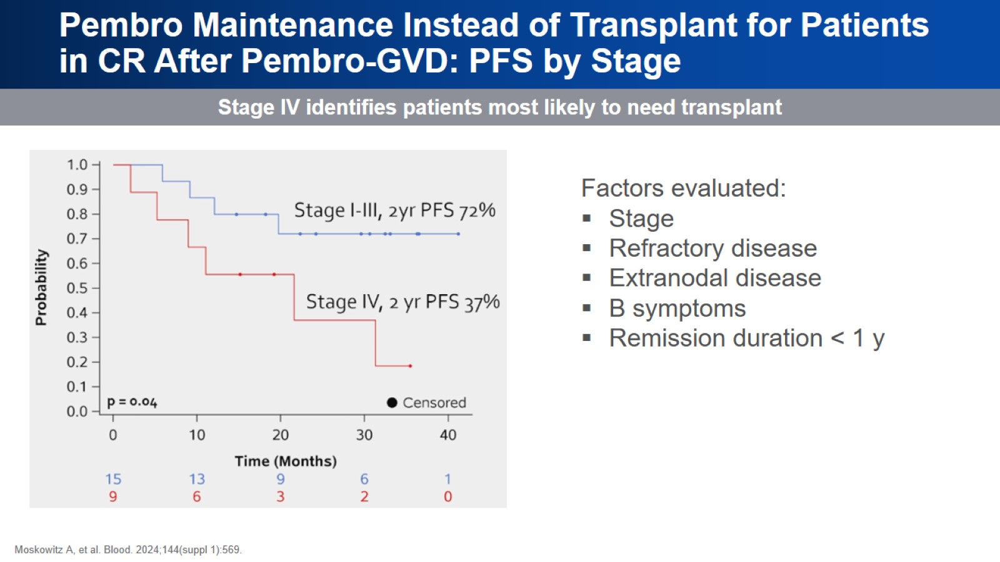 Pembro Maintenance Instead of Transplant for Patients
in CR After Pembro-GVD: PFS by Stage
Stage IV identifies patients most likely to need transplant
1.0
0.9
0.8
0.7
0.6
0.5
0.4
0.3
0.2
0.1
0.0
Probability
Stage I-III, 2yr PFS 72%
Stage IV, 2 yr PFS 37%
p = 0.04
Censored
0 10 20 30 40
Time (Months)
15 13 9 6 1
9 6 3 2 0
Factors evaluated:
▪ Stage
▪ Refractory disease
▪ Extranodal disease
▪ B symptoms
▪ Remission duration < 1 y
Moskowitz A, et al. Blood. 2024;144(suppl 1):569.